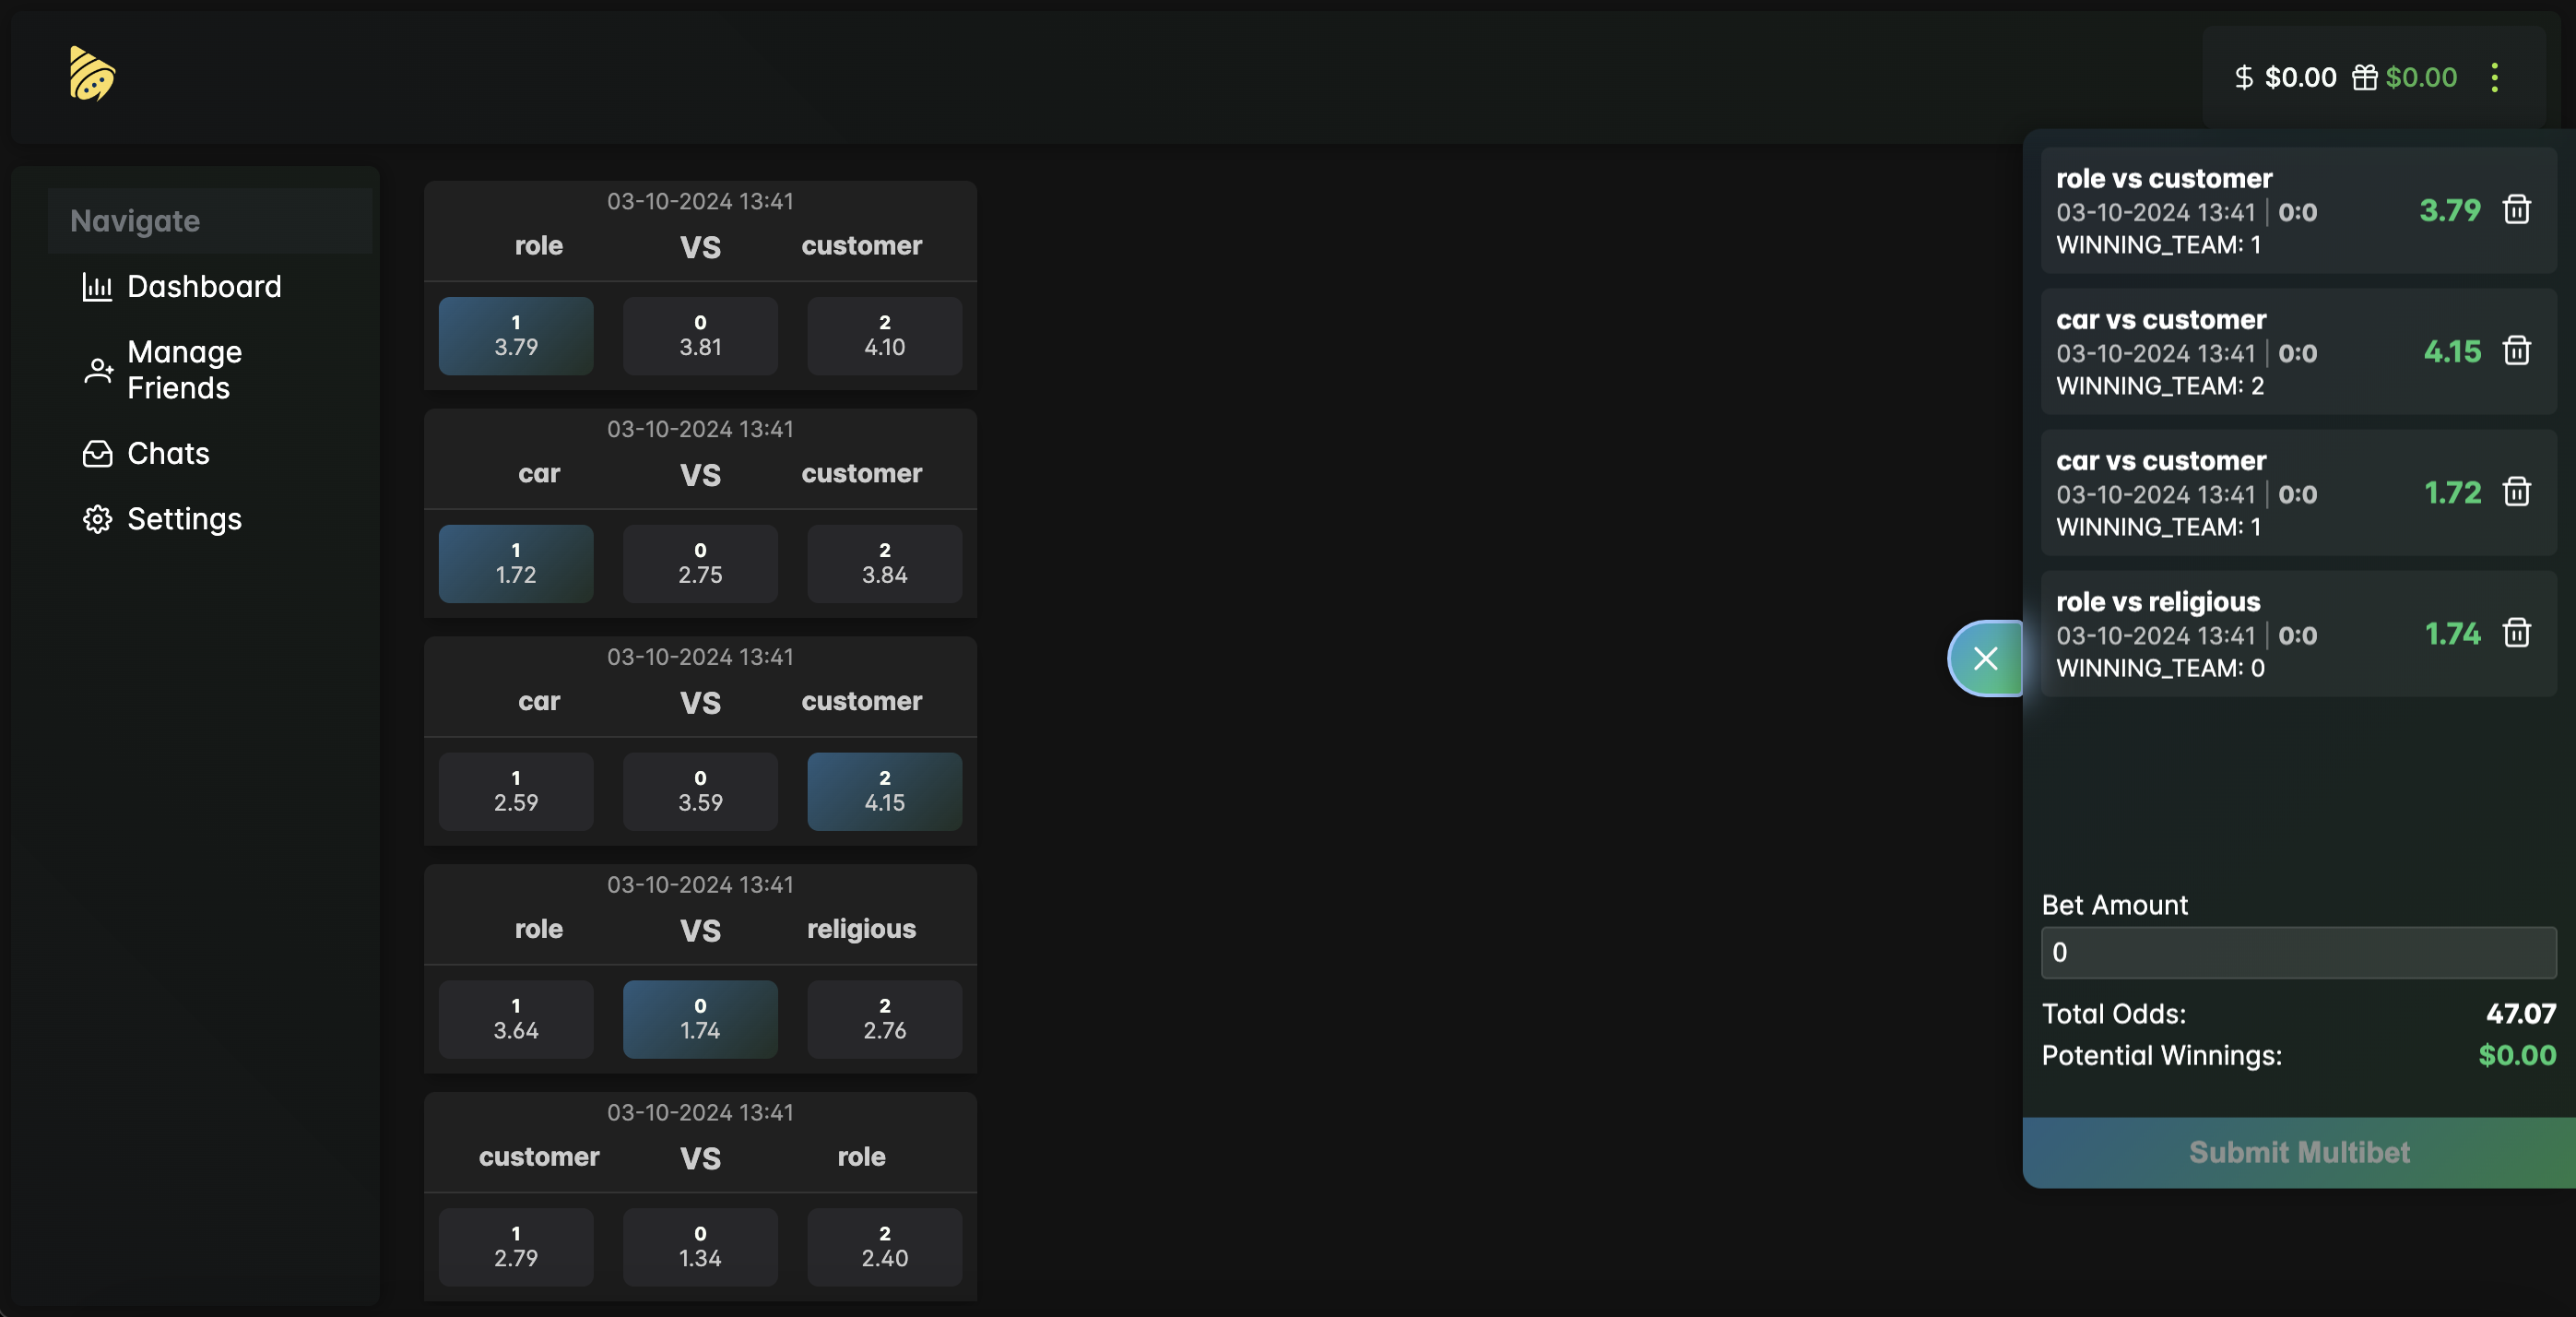 $ $0.00 $0.00
Navigate
Dashboard
Manage
Friends
Chats
Settings
03-10-2024 13:41
role VS customer
1 0 2
3.79 3.81 4.10
03-10-2024 13:41
car VS customer
1 0 2
1.72 2.75 3.84
03-10-2024 13:41
car VS customer
1 0 2
2.59 3.59 4.15
03-10-2024 13:41
role VS religious
1 0 2
3.64 1.74 2.76
03-10-2024 13:41
customer VS role
1 0 2
2.79 1.34 2.40
role vs customer
03-10-2024 13:41 0:0 3.79
WINNING_TEAM: 1
car vs customer
03-10-2024 13:41 0:0 4.15
WINNING_TEAM: 2
car vs customer
03-10-2024 13:41 0:0 1.72
WINNING_TEAM: 1
role vs religious
03-10-2024 13:41 0:0 1.74
WINNING_TEAM: 0
Bet Amount
0
Total Odds: 47.07
Potential Winnings: $0.00
Submit Multibet